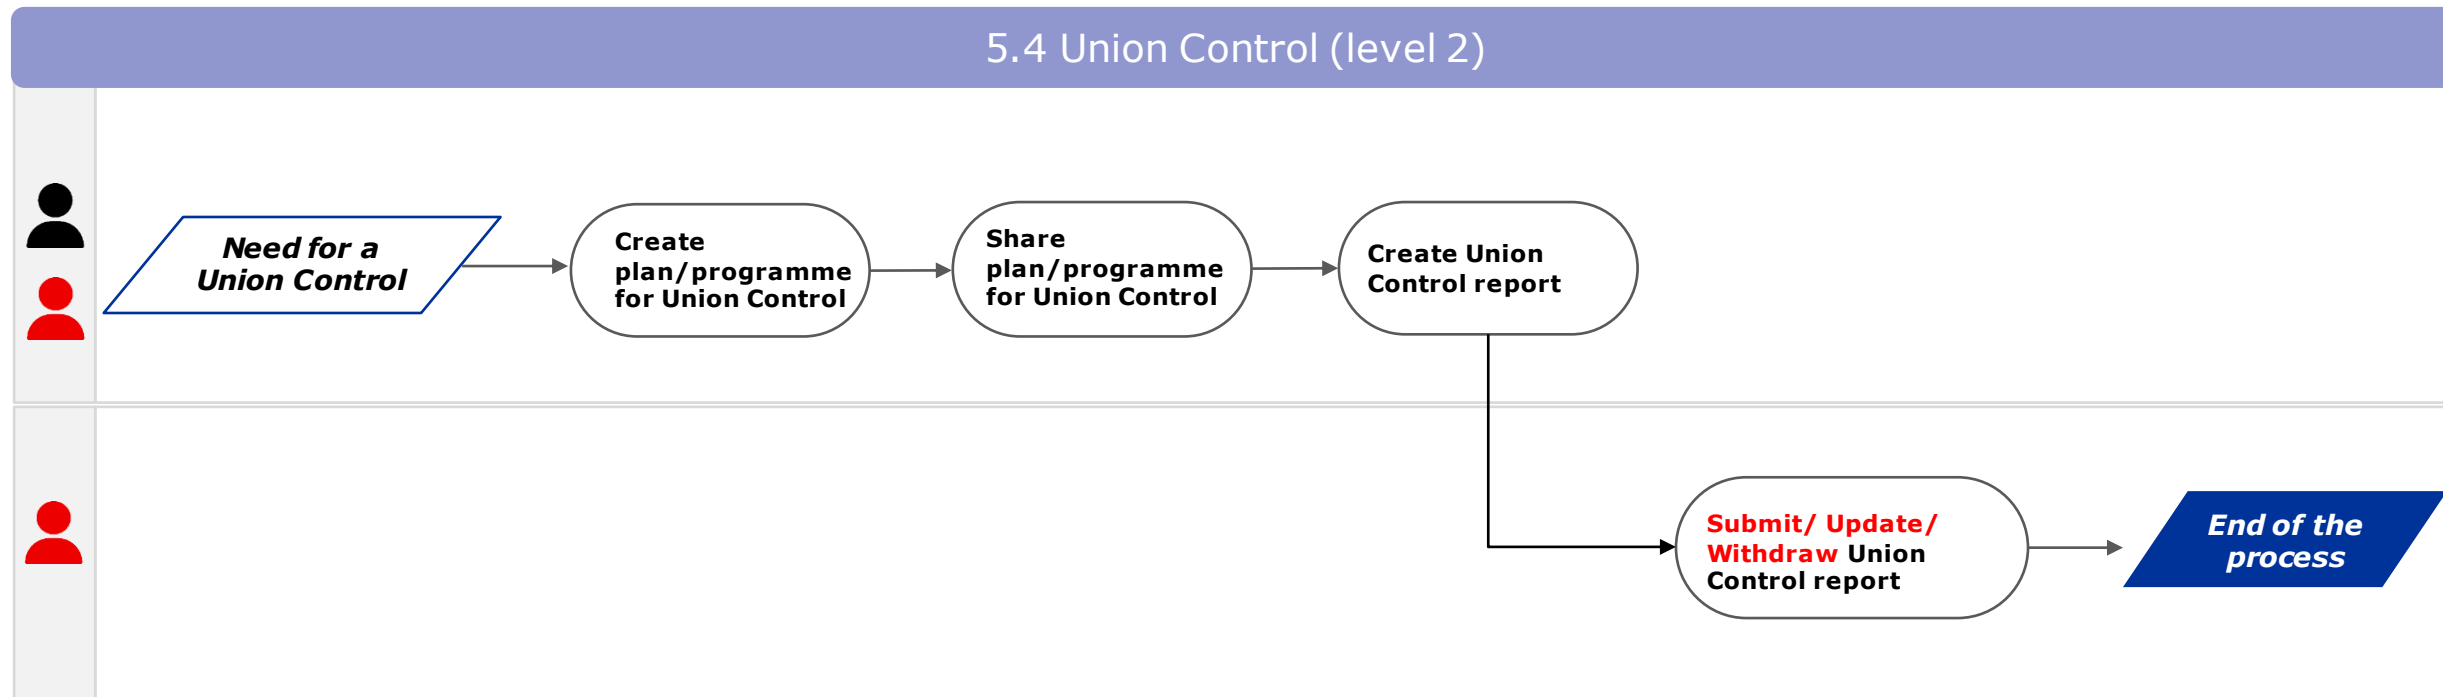 5.4 Union Control (level 2)
Need for a
Union Control
Create
plan/programme
for Union Control
Share
plan/programme
for Union Control
Create Union
Control report
Submit/ Update/
Withdraw Union
Control report
End of the
process